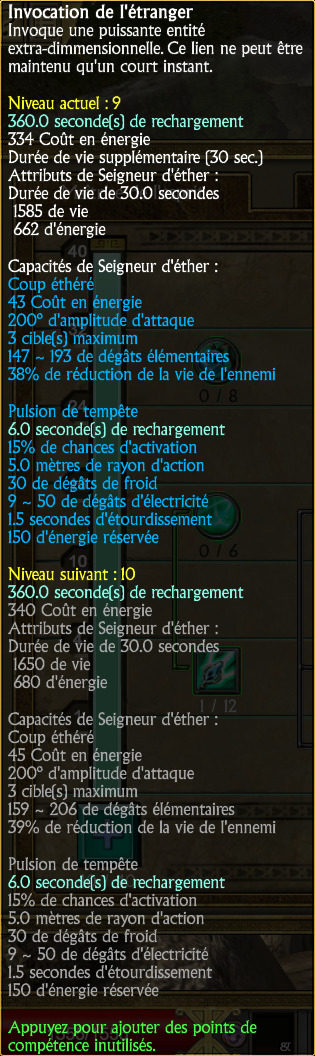 Invocation de l'étranger
Invoque une puissante entité
extra-dimmensionnelle. Ce lien ne peut être
maintenu qu'un court instant.
Niveau actuel : 9
360.0 seconde(s) de rechargement
334 Coût en énergie
Durée de vie supplémentaire (30 sec.)
Attributs de Seigneur d'éther :
Durée de vie de 30.0 secondes
1585 de vie
662 d'énergie
40
Capacités de Seigneur d'éther :
Coup éthéré
43 Coût en énergie
200° d'amplitude d'attaque
3 cible(s) maximum
147 ~ 193 de dégâts élémentaires
38% de réduction de la vie de l'ennemi
0 / 8
24
Pulsion de tempête
6.0 seconde(s) de rechargement
15% de chances d'activation
5.0 mètres de rayon d'action
30 de dégâts de froid
9 ~ 50 de dégâts d'électricité
1.5 secondes d'étourdissement
150 d'énergie réservée
0 / 6
10
Niveau suivant : 10
360.0 seconde(s) de rechargement
340 Coût en énergie
Attributs de Seigneur d'éther :
Durée de vie de 30.0 secondes
1650 de vie
680 d'énergie
1 / 12
Capacités de Seigneur d'éther :
Coup éthéré
45 Coût en énergie
200° d'amplitude d'attaque
3 cible(s) maximum
159 ~ 206 de dégâts élémentaires
39% de réduction de la vie de l'ennemi
Pulsion de tempête
6.0 seconde(s) de rechargement
15% de chances d'activation
5.0 mètres de rayon d'action
30 de dégâts de froid
9 ~ 50 de dégâts d'électricité
1.5 secondes d'étourdissement
150 d'énergie réservée
Appuyez pour ajouter des points de
compétence inutilisés.